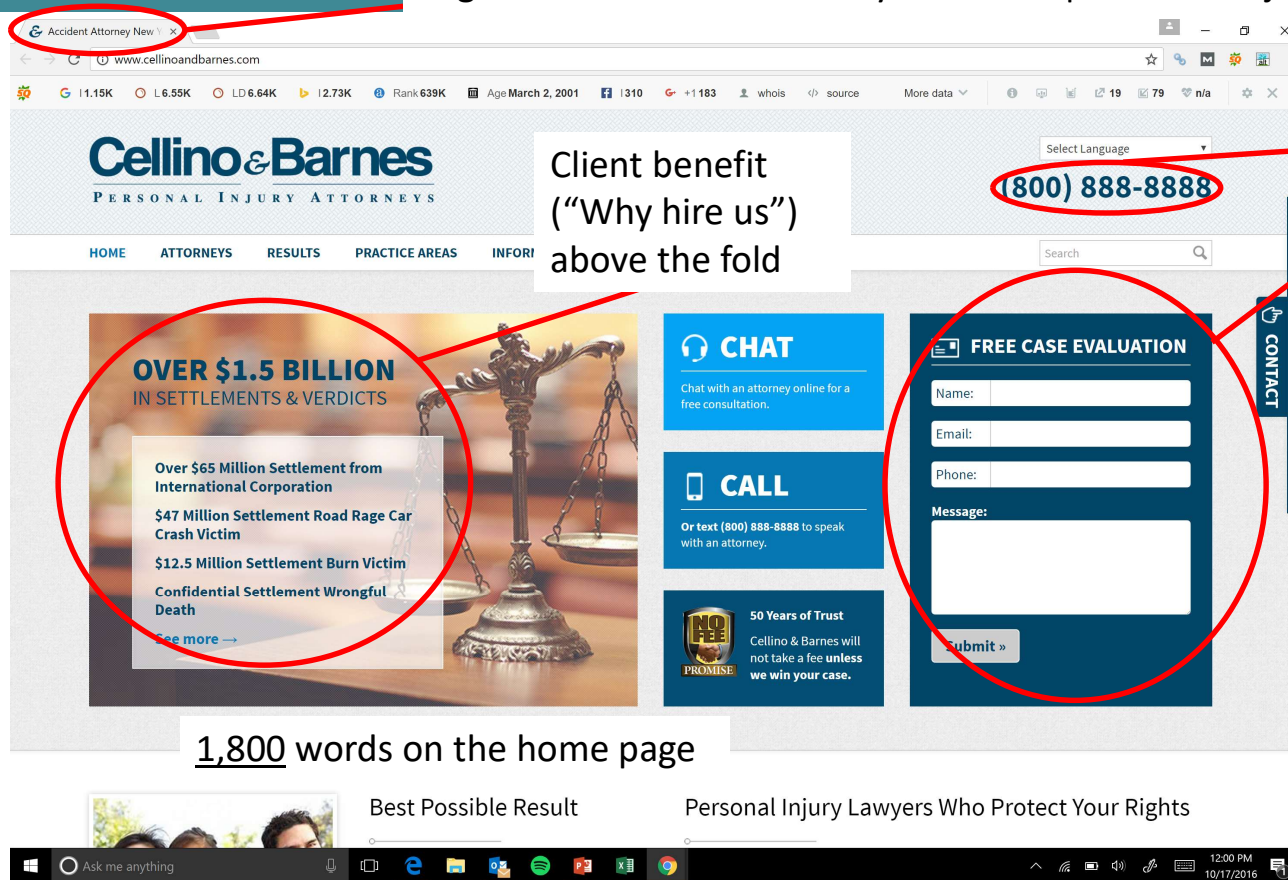 Accident Attorney New Y
www.cellinoandbarnes.com
I 1.15K L 6.55K LD 6.64K I 2.73K Rank 639K Age March 2, 2001 I 310 +1 183 whois </> source More data 19 79 n/a
Cellino & Barnes
PERSONAL INJURY ATTORNEYS
Client benefit
(“Why hire us”)
above the fold
Select Language
(800) 888-8888
HOME ATTORNEYS RESULTS PRACTICE AREAS
Search
CONTACT
OVER $1.5 BILLION
IN SETTLEMENTS & VERDICTS
Over $65 Million Settlement from
International Corporation
$47 Million Settlement Road Rage Car
Crash Victim
$12.5 Million Settlement Burn Victim
Confidential Settlement Wrongful
Death
See more →
CHAT
Chat with an attorney online for a
free consultation.
CALL
Or text (800) 888-8888 to speak
with an attorney.
NO
FEE
PROMISE
50 Years of Trust
Cellino & Barnes will
not take a fee unless
we win your case.
FREE CASE EVALUATION
Name:
Email:
Phone:
Message:
Submit »
1,800 words on the home page
Best Possible Result
Personal Injury Lawyers Who Protect Your Rights
Ask me anything
12:00 PM
10/17/2016